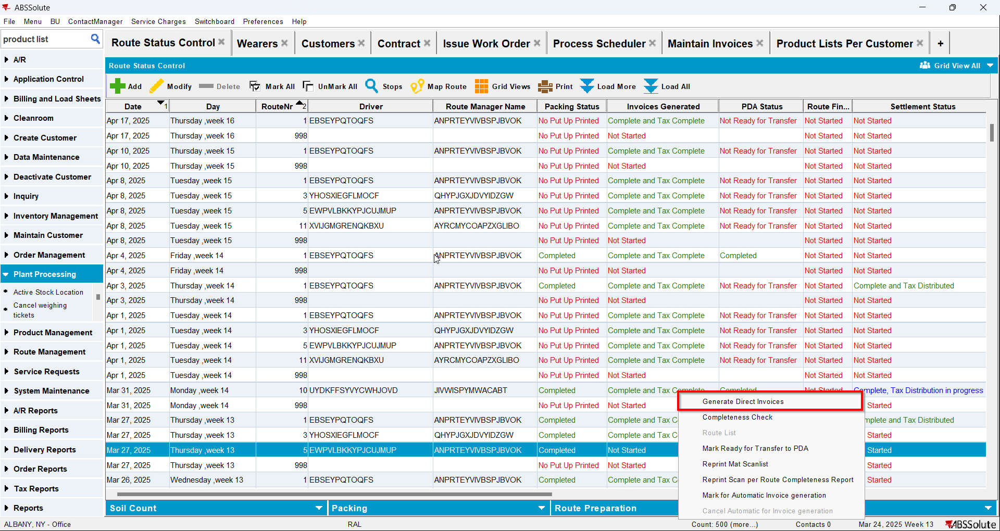 ABSSolute
File Menu BU ContactManager Service Charges Switchboard Preferences Help
product list
Route Status Control Wearers Customers Contract Issue Work Order Process Scheduler Maintain Invoices Product Lists Per Customer +
Route Status Control Grid View All
Add Modify Delete Mark All UnMark All Stops Map Route Grid Views Print Load More Load All
A/R
Application Control
Billing and Load Sheets
Cleanroom
Create Customer
Data Maintenance
Deactivate Customer
Inquiry
Inventory Management
Maintain Customer
Order Management
Plant Processing
Active Stock Location
Cancel weighing
tickets
Product Management
Route Management
Service Requests
System Maintenance
A/R Reports
Billing Reports
Delivery Reports
Order Reports
Tax Reports
Reports
Date 1 Day RouteNr 2 Driver Route Manager Name Packing Status Invoices Generated PDA Status Route Fin... Settlement Status
Apr 17, 2025 Thursday ,week 16 1 EBSEYPQTOQFS ANPRTEYVIVBSPJBVOK No Put Up Printed Complete and Tax Complete Not Ready for Transfer Not Started Not Started
Apr 17, 2025 Thursday ,week 16 998 No Put Up Printed Not Started Not Started Not Started
Apr 10, 2025 Thursday ,week 15 1 EBSEYPQTOQFS ANPRTEYVIVBSPJBVOK No Put Up Printed Complete and Tax Complete Not Ready for Transfer Not Started Not Started
Apr 10, 2025 Thursday ,week 15 998 No Put Up Printed Not Started Not Started Not Started
Apr 8, 2025 Tuesday ,week 15 1 EBSEYPQTOQFS ANPRTEYVIVBSPJBVOK No Put Up Printed Complete and Tax Complete Not Ready for Transfer Not Started Not Started
Apr 8, 2025 Tuesday ,week 15 3 YHOSXIEGFLMOCF QHYPJGXJDVYIDZGW No Put Up Printed Complete and Tax Complete Not Ready for Transfer Not Started Not Started
Apr 8, 2025 Tuesday ,week 15 5 EWPVLBKKYPJCUJMUP ANPRTEYVIVBSPJBVOK No Put Up Printed Complete and Tax Complete Not Ready for Transfer Not Started Not Started
Apr 8, 2025 Tuesday ,week 15 11 XVIJGMGRENQKBXU AYRCMYCOAPZXGLIBO No Put Up Printed Complete and Tax Complete Not Ready for Transfer Not Started Not Started
Apr 8, 2025 Tuesday ,week 15 998 No Put Up Printed Not Started Not Started Not Started
Apr 4, 2025 Friday ,week 14 1 EBSEYPQTOQFS ANPRTEYVIVBSPJBVOK Completed Complete and Tax Complete Completed Not Started Not Started
Apr 4, 2025 Friday ,week 14 998 No Put Up Printed Not Started Not Started Not Started
Apr 3, 2025 Thursday ,week 14 1 EBSEYPQTOQFS ANPRTEYVIVBSPJBVOK Completed Complete and Tax Complete Not Ready for Transfer Not Started Complete and Tax Distributed
Apr 3, 2025 Thursday ,week 14 998 No Put Up Printed Not Started Not Started Not Started
Apr 1, 2025 Tuesday ,week 14 1 EBSEYPQTOQFS ANPRTEYVIVBSPJBVOK No Put Up Printed Complete and Tax Complete Not Ready for Transfer Not Started Not Started
Apr 1, 2025 Tuesday ,week 14 3 YHOSXIEGFLMOCF QHYPJGXJDVYIDZGW No Put Up Printed Complete and Tax Complete Not Ready for Transfer Not Started Not Started
Apr 1, 2025 Tuesday ,week 14 5 EWPVLBKKYPJCUJMUP ANPRTEYVIVBSPJBVOK No Put Up Printed Complete and Tax Complete Not Ready for Transfer Not Started Not Started
Apr 1, 2025 Tuesday ,week 14 11 XVIJGMGRENQKBXU AYRCMYCOAPZXGLIBO No Put Up Printed Complete and Tax Complete Not Ready for Transfer Not Started Not Started
Apr 1, 2025 Tuesday ,week 14 998 No Put Up Printed Not Started Not Started Not Started
Mar 31, 2025 Monday ,week 14 10 UYDKFFSYVYCWHJOVD JIVWISPYMWACABT Completed Complete and Tax Complete Completed Not Started Complete, Tax Distribution in progress
Mar 31, 2025 Monday ,week 14 998 No Put Up Printed Not Started Started
Mar 27, 2025 Thursday ,week 13 1 EBSEYPQTOQFS ANPRTEYVIVBSPJBVOK Completed Complete and Tax C mplete and Tax Distributed
Mar 27, 2025 Thursday ,week 13 3 YHOSXIEGFLMOCF QHYPJGXJDVYIDZGW Completed Complete and Tax C Started
Mar 27, 2025 Thursday ,week 13 5 EWPVLBKKYPJCUJMUP ANPRTEYVIVBSPJBVOK Completed Not Started Started
Mar 27, 2025 Thursday ,week 13 998 No Put Up Printed Not Started Started
Mar 26, 2025 Wednesday ,week 13 1 EBSEYPQTOQFS ANPRTEYVIVBSPJBVOK Completed Complete and Tax C Started
Generate Direct Invoices
Completeness Check
Route List
Mark Ready for Transfer to PDA
Reprint Mat Scanlist
Reprint Scan per Route Completeness Report
Mark for Automatic Invoice generation
Cancel Automatic for Invoice generation
Soil Count Packing Route Preparation
ALBANY, NY - Office RAL Count: 500 (more...) Contacts 0 Mar 24, 2025 Week 13 ABSSolute